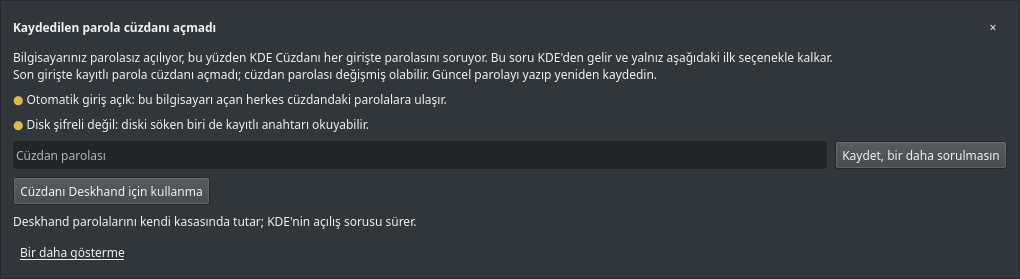 Kaydedilen parola cüzdanı açmadı
×
Bilgisayarınız parolasız açılıyor, bu yüzden KDE Cüzdanı her girişte parolasını soruyor. Bu soru KDE'den gelir ve yalnız aşağıdaki ilk seçenekle kalkar.
Son girişte kayıtlı parola cüzdanı açmadı; cüzdan parolası değişmiş olabilir. Güncel parolayı yazıp yeniden kaydedin.
Otomatik giriş açık: bu bilgisayarı açan herkes cüzdandaki parolalara ulaşır.
Disk şifreli değil: diski söken biri de kayıtlı anahtarı okuyabilir.
Cüzdan parolası
Kaydet, bir daha sorulmasın
Cüzdanı Deskhand için kullanma
Deskhand parolalarını kendi kasasında tutar; KDE'nin açılış sorusu sürer.
Bir daha gösterme